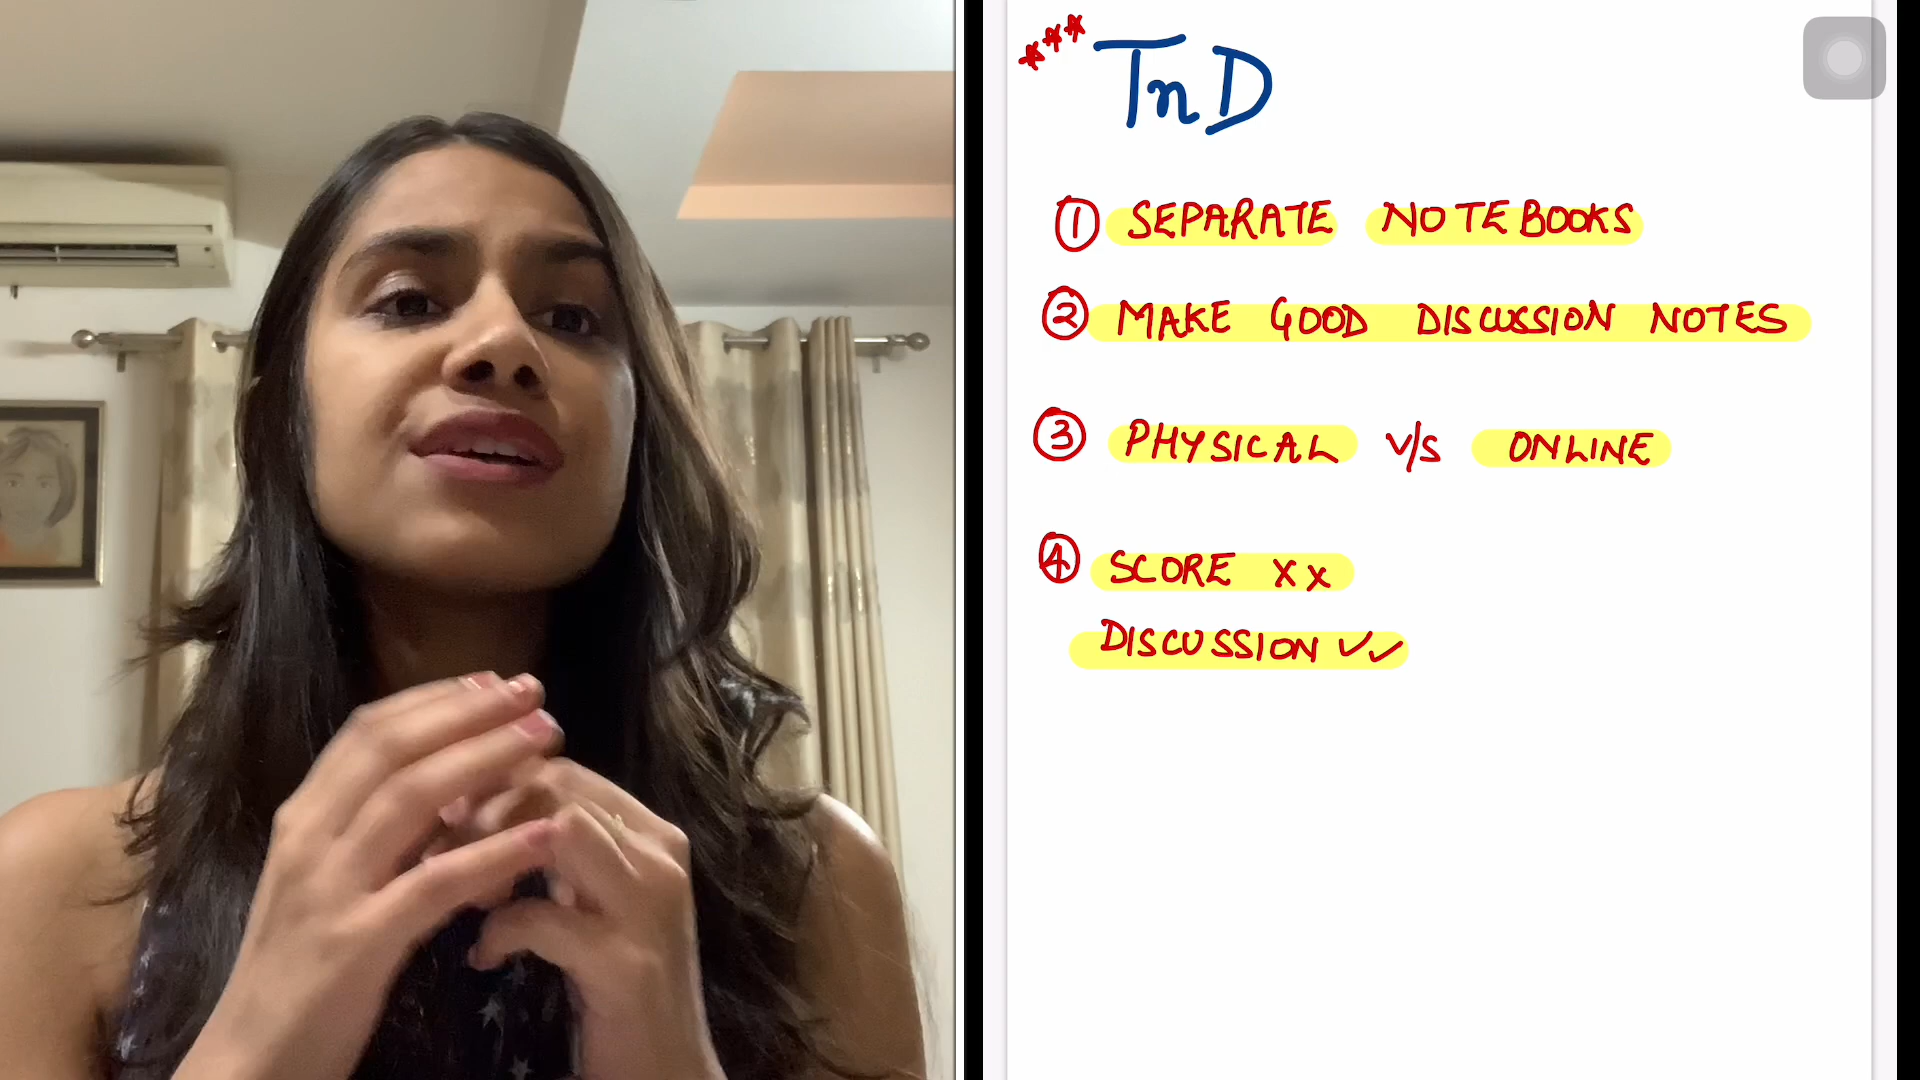 *** TnD
① SEPARATE NOTEBOOKS
② MAKE GOOD DISCUSSION NOTES
③ PHYSICAL v/s ONLINE
④ SCORE xx
DISCUSSION ✓✓